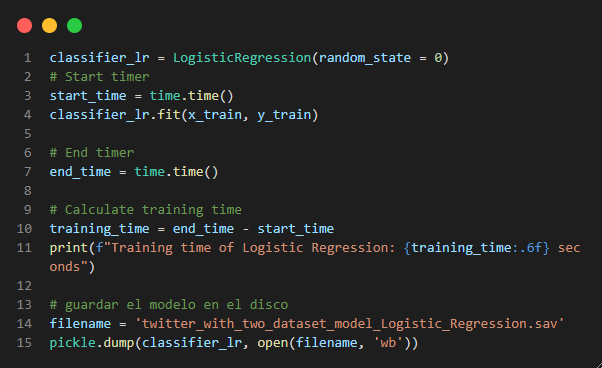 1 classifier_lr = LogisticRegression(random_state = 0)
2 # Start timer
3 start_time = time.time()
4 classifier_lr.fit(x_train, y_train)
5
6 # End timer
7 end_time = time.time()
8
9 # Calculate training time
10 training_time = end_time - start_time
11 print(f"Training time of Logistic Regression: {training_time:.6f} sec
onds")
12
13 # guardar el modelo en el disco
14 filename = 'twitter_with_two_dataset_model_Logistic_Regression.sav'
15 pickle.dump(classifier_lr, open(filename, 'wb'))